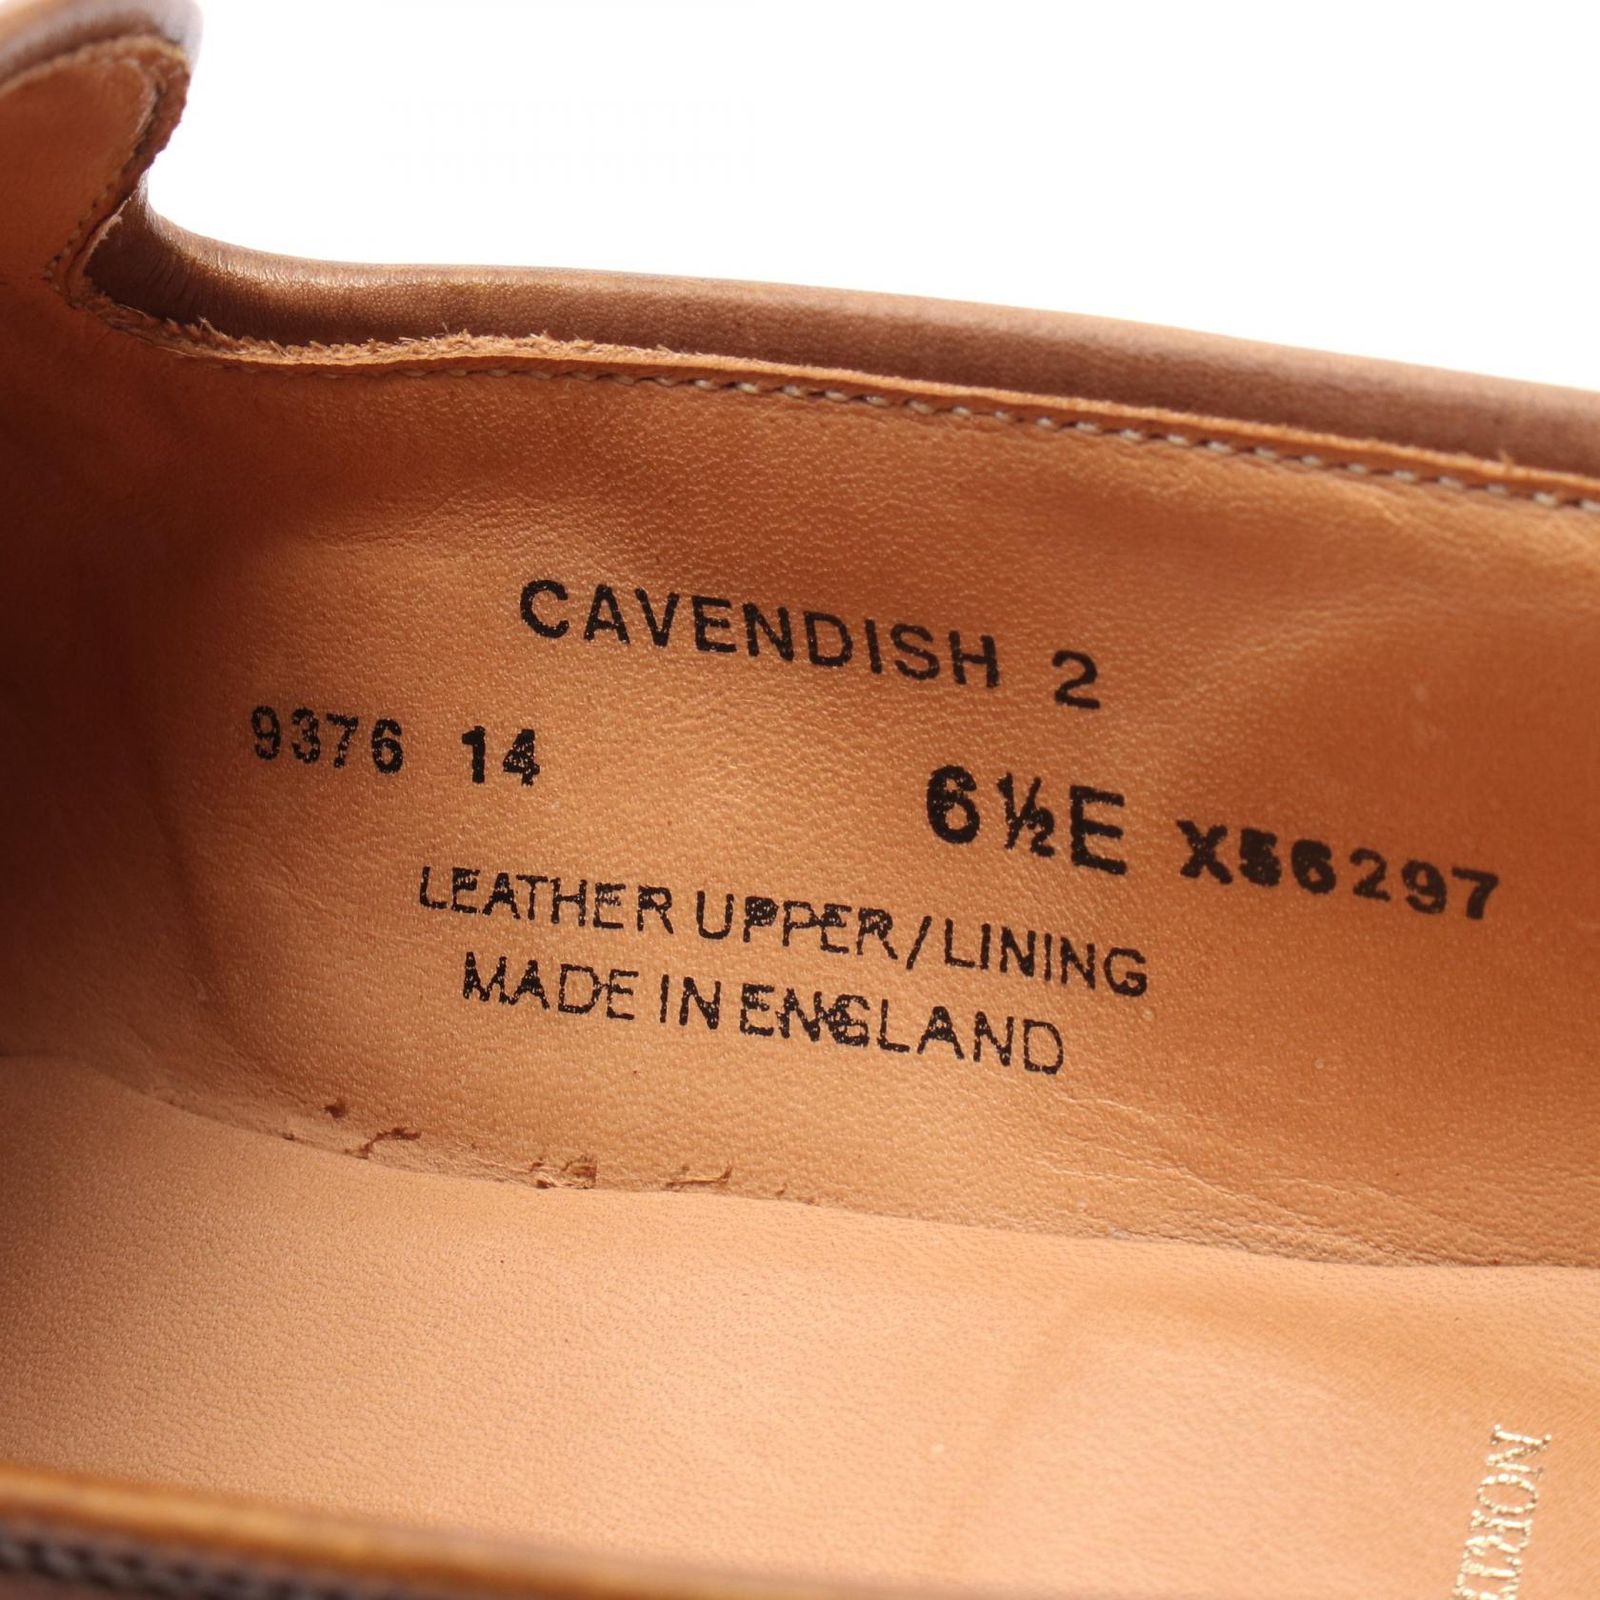 CAVENDISH 2
9376 14 6½E X56297
LEATHER UPPER/LINING
MADE IN ENGLAND